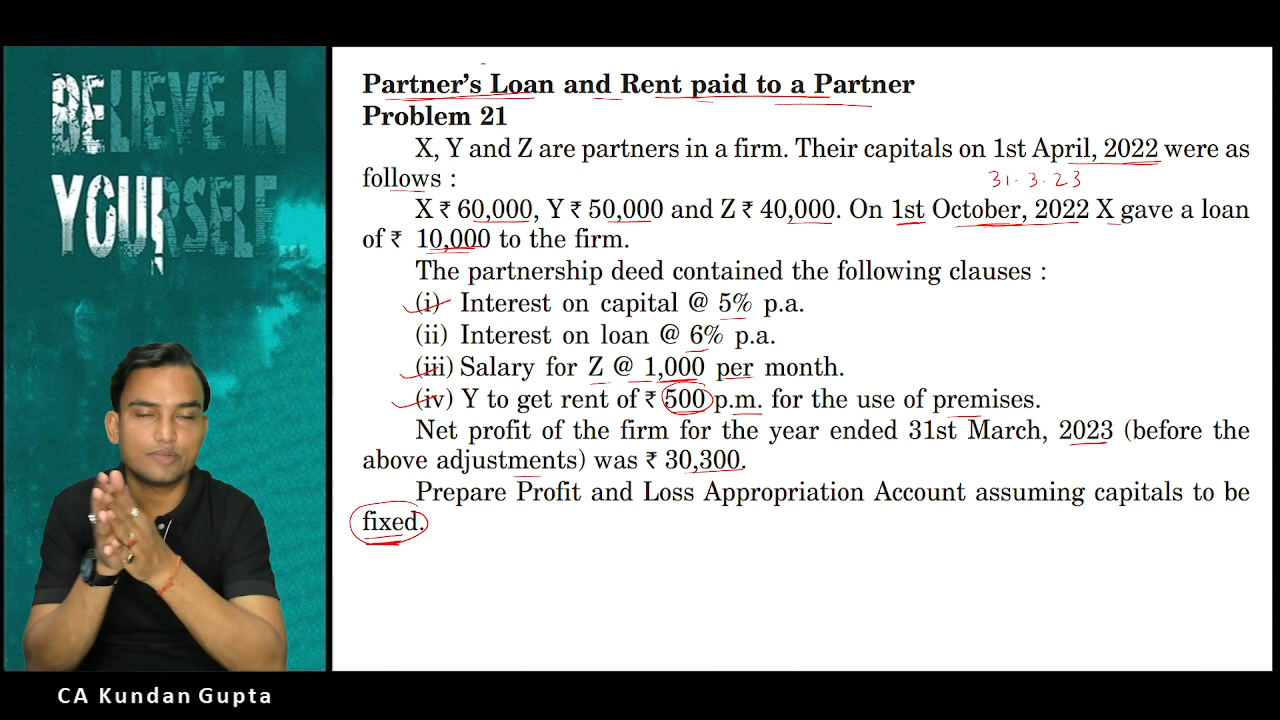 BELIEVE IN
YOURSELF
Partner's Loan and Rent paid to a Partner
Problem 21
X, Y and Z are partners in a firm. Their capitals on 1st April, 2022 were as
follows :
31.3.23
X ₹ 60,000, Y ₹ 50,000 and Z ₹ 40,000. On 1st October, 2022 X gave a loan
of ₹ 10,000 to the firm.
The partnership deed contained the following clauses :
(i) Interest on capital @ 5% p.a.
(ii) Interest on loan @ 6% p.a.
(iii) Salary for Z @ 1,000 per month.
(iv) Y to get rent of ₹ 500 p.m. for the use of premises.
Net profit of the firm for the year ended 31st March, 2023 (before the
above adjustments) was ₹ 30,300.
Prepare Profit and Loss Appropriation Account assuming capitals to be
fixed.
CA Kundan Gupta